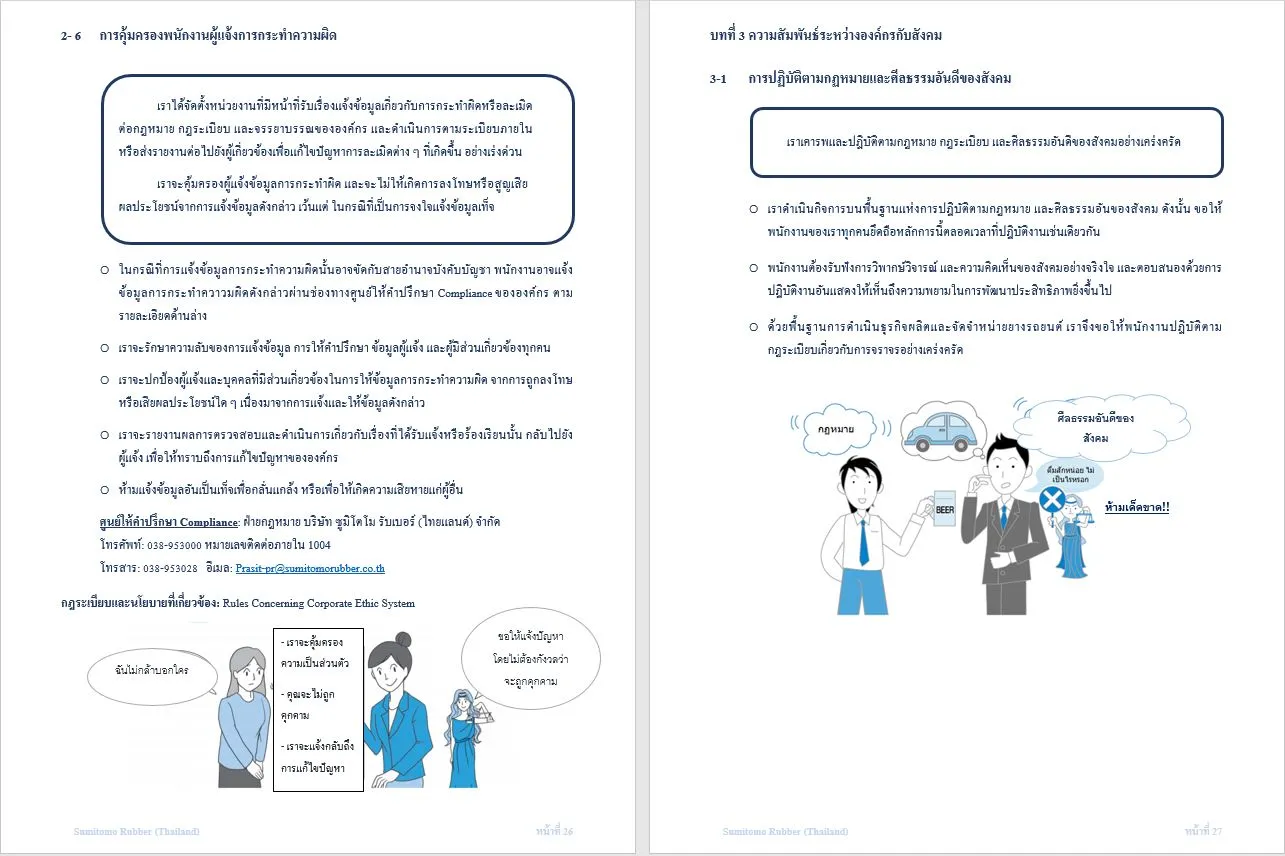 2- 6 การคุ้มครองพนักงานผู้แจ้งการกระทำความผิด
เราได้จัดตั้งหน่วยงานที่มีหน้าที่รับเรื่องแจ้งข้อมูลเกี่ยวกับการกระทำผิดหรือละเมิด
ต่อกฎหมาย กฎระเบียบ และจรรยาบรรณขององค์กร และดำเนินการตามระเบียบภายใน
หรือส่งรายงานต่อไปยังผู้เกี่ยวข้องเพื่อแก้ไขปัญหาการละเมิดต่าง ๆ ที่เกิดขึ้น อย่างเร่งด่วน
เราจะคุ้มครองผู้แจ้งข้อมูลการกระทำผิด และจะไม่ให้เกิดการลงโทษหรือสูญเสีย
ผลประโยชน์จากการแจ้งข้อมูลดังกล่าว เว้นแต่ ในกรณีที่เป็นการจงใจแจ้งข้อมูลเท็จ
O ในกรณีที่การแจ้งข้อมูลการกระทำความผิดนั้นอาจขัดกับสายอำนาจบังคับบัญชา พนักงานอาจแจ้ง
ข้อมูลการกระทำความวมผิดดังกล่าวผ่านช่องทางศูนย์ให้คำปรึกษา Compliance ขององค์กร ตาม
รายละเอียดด้านล่าง
O เราจะรักษาความลับของการแจ้งข้อมูล การให้คำปรึกษา ข้อมูลผู้แจ้ง และผู้มีส่วนเกี่ยวข้องทุกคน
O เราจะปกป้องผู้แจ้งและบุคคลที่มีส่วนเกี่ยวข้องในการให้ข้อมูลการกระทำความผิด จากการถูกลงโทษ
หรือเสียผลประโยชน์ใด ๆ เนื่องมาจากการแจ้งและให้ข้อมูลดังกล่าว
O เราจะรายงานผลการตรวจสอบและดำเนินการเกี่ยวกับเรื่องที่ได้รับแจ้งหรือร้องเรียนนั้น กลับไปยัง
ผู้แจ้ง เพื่อให้ทราบถึงการแก้ไขปัญหาขององค์กร
O ห้ามแจ้งข้อมูลอันเป็นเท็จเพื่อกลั่นแกล้ง หรือเพื่อให้เกิดความเสียหายแก่ผู้อื่น
ศูนย์ให้คำปรึกษา Compliance: ฝ่ายกฎหมาย บริษัท ซูมิโตโม รับเบอร์ (ไทยแลนด์) จำกัด
โทรศัพท์: 038-953000 หมายเลขติดต่อภายใน 1004
โทรสาร: 038-953028 อีเมล: Prasit-pr@sumitomorubber.co.th
กฎระเบียบและนโยบายที่เกี่ยวข้อง: Rules Concerning Corporate Ethic System
ฉันไม่กล้าบอกใคร
- เราจะคุ้มครอง
ความเป็นส่วนตัว
- คุณจะไม่ถูก
คุกคาม
- เราจะแจ้งกลับถึง
การแก้ไขปัญหา
ขอให้แจ้งปัญหา
โดยไม่ต้องกังวลว่า
จะถูกคุกคาม
Sumitomo Rubber (Thailand)
หน้าที่ 26
บทที่ 3 ความสัมพันธ์ระหว่างองค์กรกับสังคม
3-1 การปฏิบัติตามกฎหมายและศีลธรรมอันดีของสังคม
เราเคารพและปฏิบัติตามกฎหมาย กฎระเบียบ และศีลธรรมอันดีของสังคมอย่างเคร่งครัด
O เราดำเนินกิจการบนพื้นฐานแห่งการปฏิบัติตามกฎหมาย และศีลธรรมอันของสังคม ดังนั้น ขอให้
พนักงานของเราทุกคนยึดถือหลักการนี้ตลอดเวลาที่ปฏิบัติงานเช่นเดียวกัน
O พนักงานต้องรับฟังการวิพากษ์วิจารณ์ และความคิดเห็นของสังคมอย่างจริงใจ และตอบสนองด้วยการ
ปฏิบัติงานอันแสดงให้เห็นถึงความพยามในการพัฒนาประสิทธิภาพยิ่งขึ้นไป
O ด้วยพื้นฐานการดำเนินธุรกิจผลิตและจัดจำหน่ายยางรถยนต์ เราจึงขอให้พนักงานปฏิบัติตาม
กฎระเบียบเกี่ยวกับการจราจรอย่างเคร่งครัด
กฎหมาย
ศีลธรรมอันดีของ
สังคม
ดื่มสักหน่อย ไม่
เป็นไรหรอก
BEER
ห้ามเด็ดขาด!!
Sumitomo Rubber (Thailand)
หน้าที่ 27